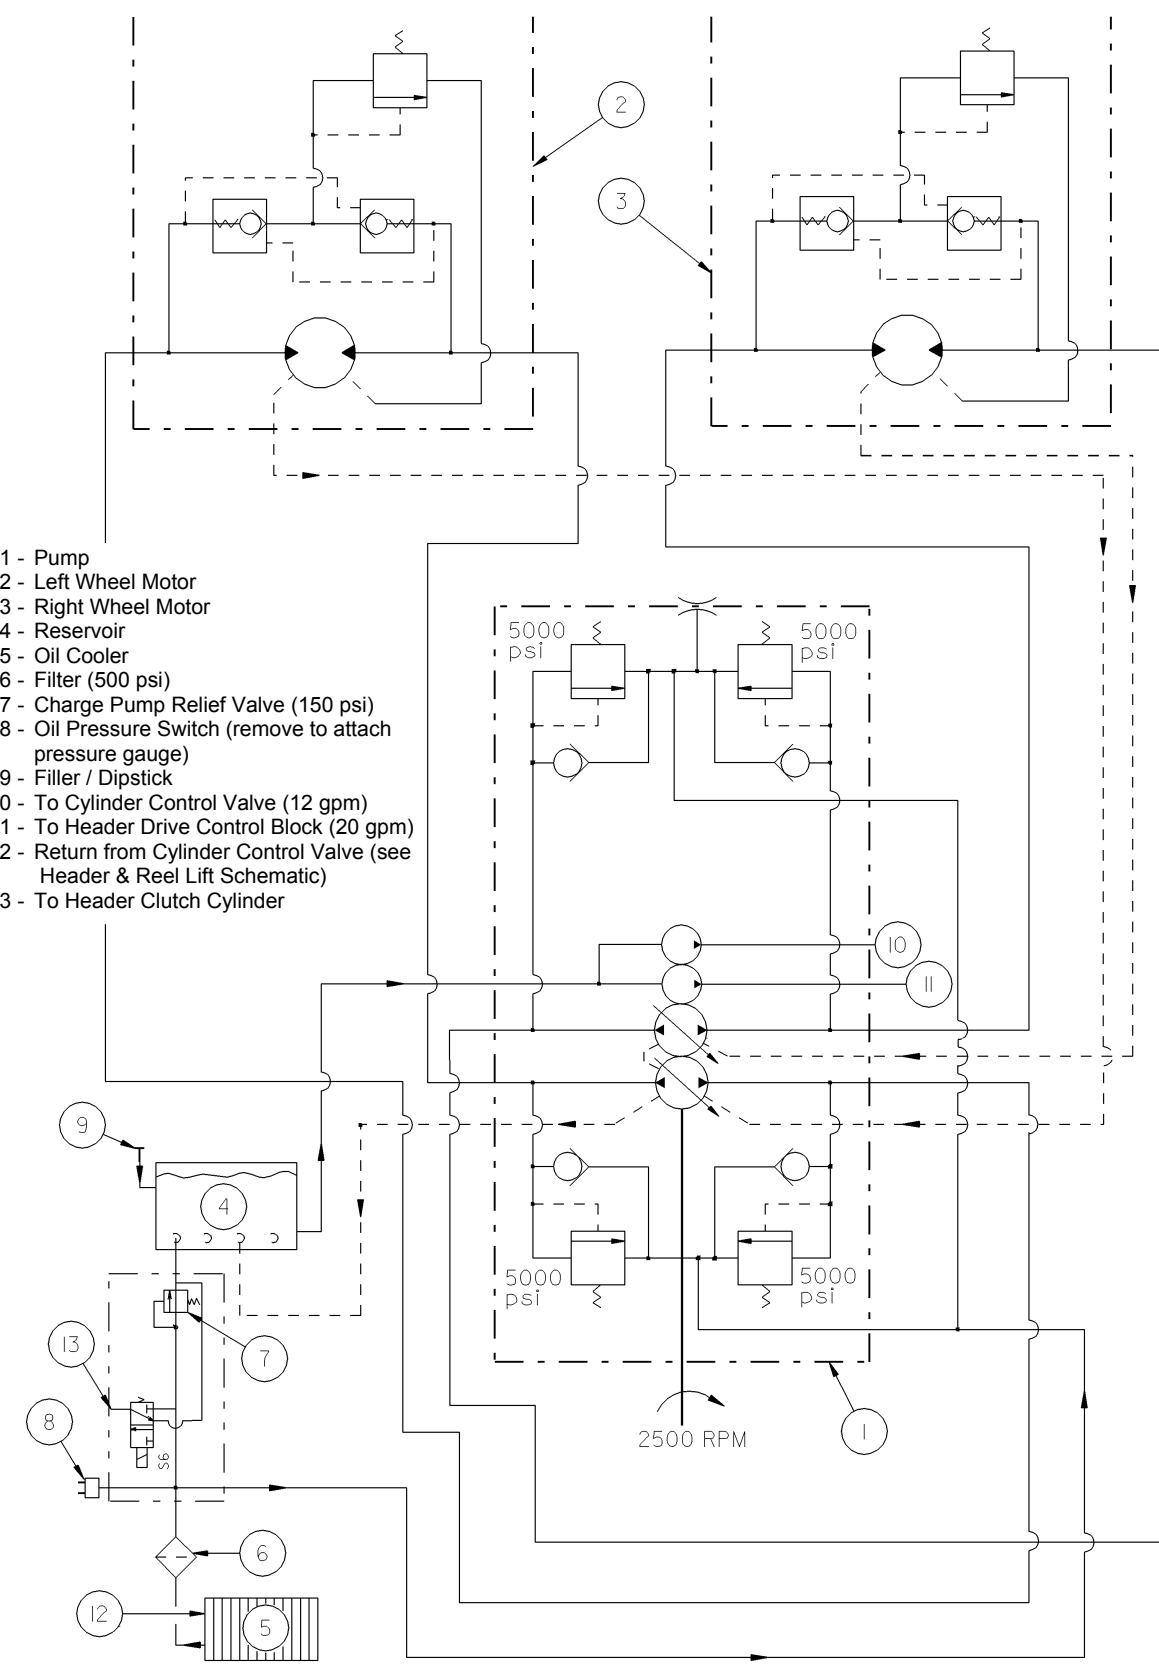 2
3
1 - Pump
2 - Left Wheel Motor
3 - Right Wheel Motor
4 - Reservoir
5 - Oil Cooler
6 - Filter (500 psi)
7 - Charge Pump Relief Valve (150 psi)
8 - Oil Pressure Switch (remove to attach
pressure gauge)
9 - Filler / Dipstick
0 - To Cylinder Control Valve (12 gpm)
1 - To Header Drive Control Block (20 gpm)
2 - Return from Cylinder Control Valve (see
Header & Reel Lift Schematic)
3 - To Header Clutch Cylinder
5000
psi
5000
psi
10
11
9
4
5000
psi
5000
psi
13
7
8
S6
2500 RPM
1
6
12
5